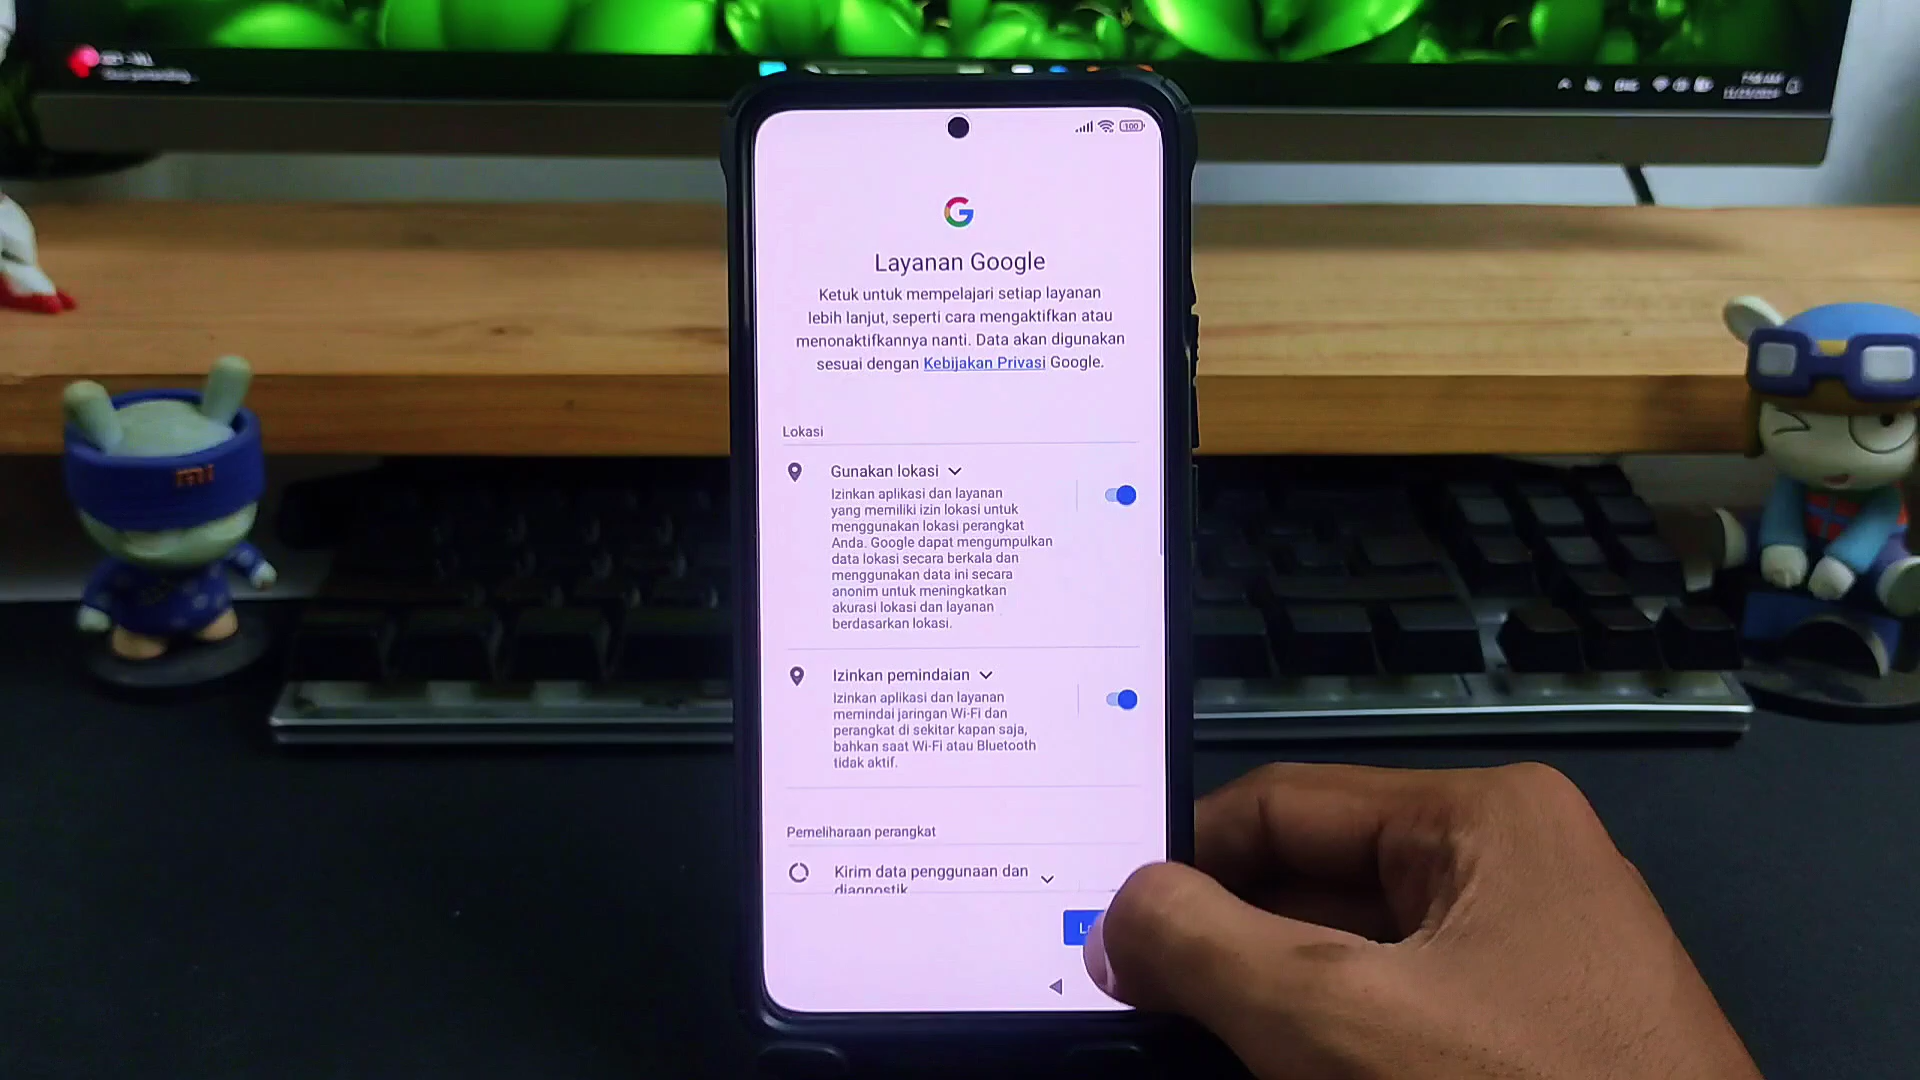 100
Layanan Google
Ketuk untuk mempelajari setiap layanan
lebih lanjut, seperti cara mengaktifkan atau
menonaktifkannya nanti. Data akan digunakan
sesuai dengan Kebijakan Privasi Google.
Lokasi
Gunakan lokasi
Izinkan aplikasi dan layanan
yang memiliki izin lokasi untuk
menggunakan lokasi perangkat
Anda. Google dapat mengumpulkan
data lokasi secara berkala dan
menggunakan data ini secara
anonim untuk meningkatkan
akurasi lokasi dan layanan
berdasarkan lokasi.
Izinkan pemindaian
Izinkan aplikasi dan layanan
memindai jaringan Wi-Fi dan
perangkat di sekitar kapan saja,
bahkan saat Wi-Fi atau Bluetooth
tidak aktif.
Pemeliharaan perangkat
Kirim data penggunaan dan
diagnostik
mi